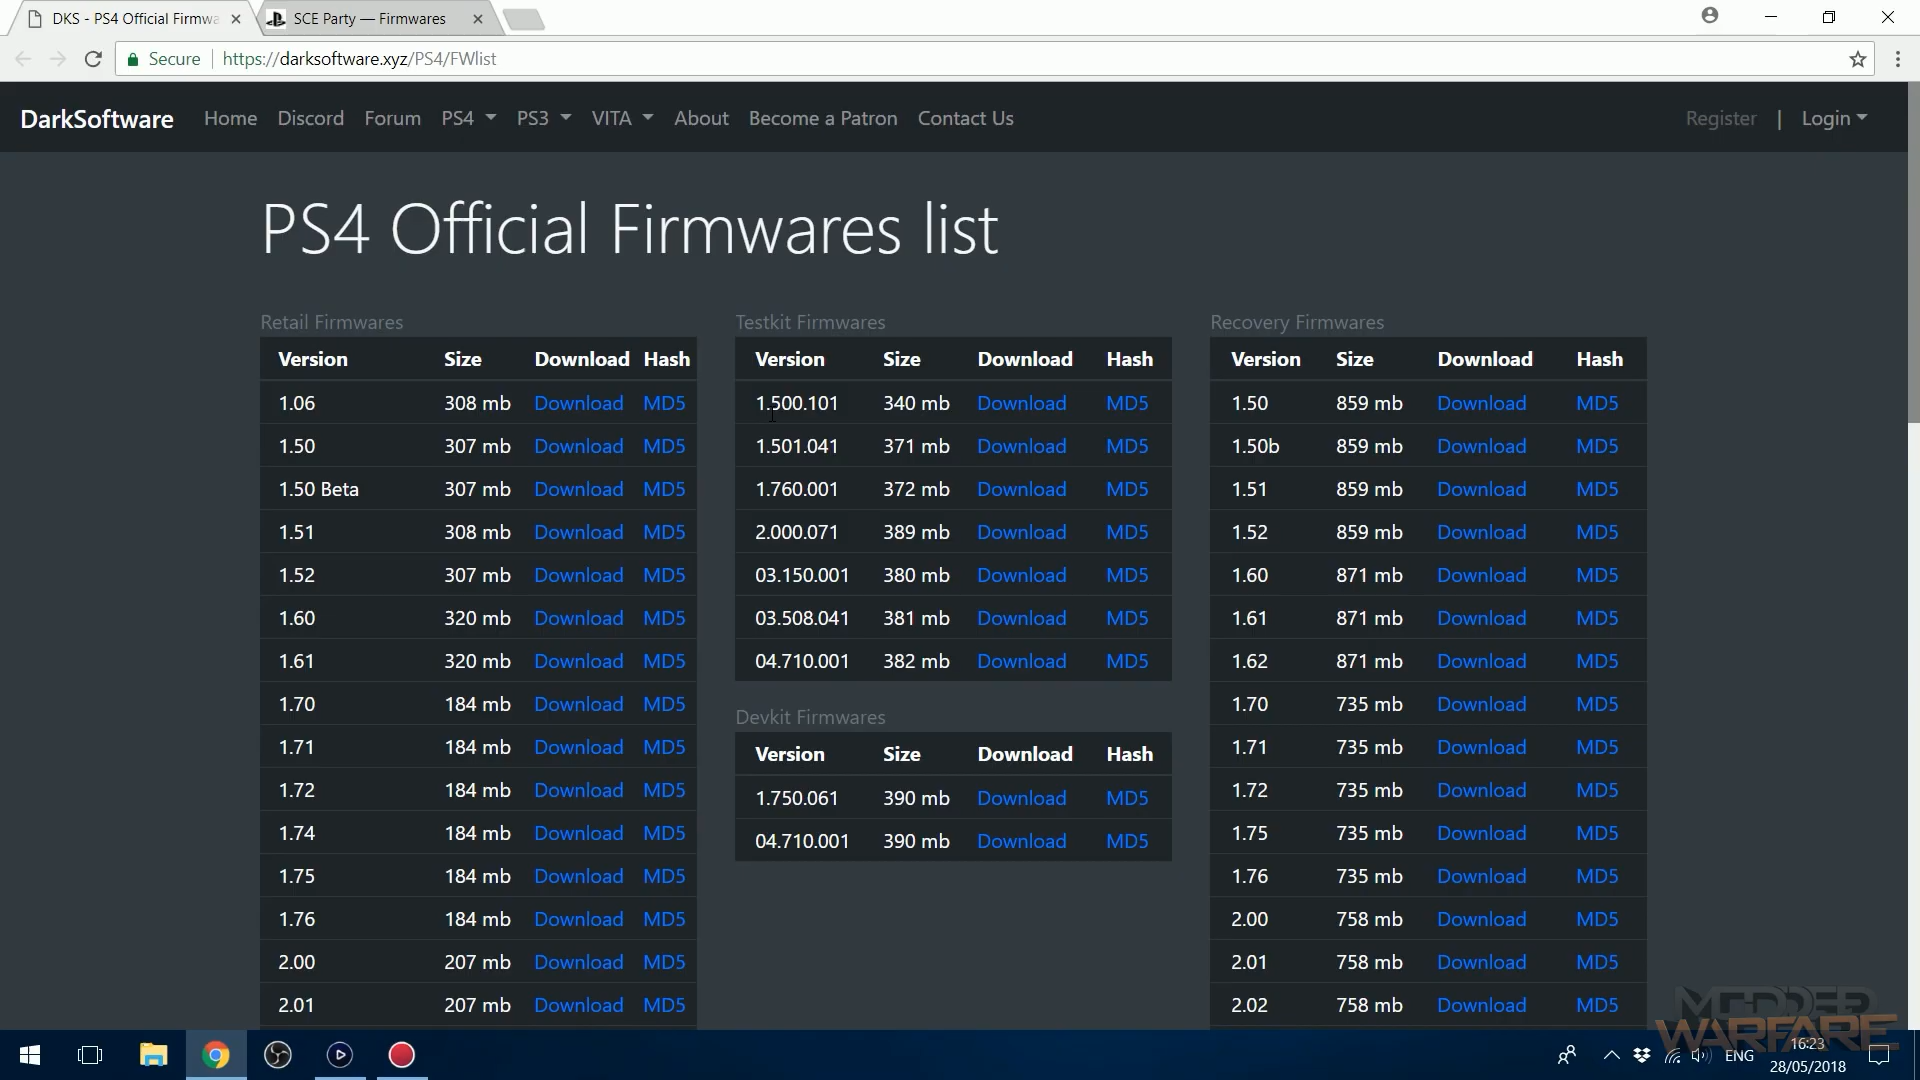 DKS - PS4 Official Firmwa
SCE Party — Firmwares
Secure
https://darksoftware.xyz/PS4/FWlist
DarkSoftware Home Discord Forum PS4 PS3 VITA About Become a Patron Contact Us Register | Login
PS4 Official Firmwares list
Retail Firmwares
Version Size Download Hash
1.06 308 mb Download MD5
1.50 307 mb Download MD5
1.50 Beta 307 mb Download MD5
1.51 308 mb Download MD5
1.52 307 mb Download MD5
1.60 320 mb Download MD5
1.61 320 mb Download MD5
1.70 184 mb Download MD5
1.71 184 mb Download MD5
1.72 184 mb Download MD5
1.74 184 mb Download MD5
1.75 184 mb Download MD5
1.76 184 mb Download MD5
2.00 207 mb Download MD5
2.01 207 mb Download MD5
Testkit Firmwares
Version Size Download Hash
1.500.101 340 mb Download MD5
1.501.041 371 mb Download MD5
1.760.001 372 mb Download MD5
2.000.071 389 mb Download MD5
03.150.001 380 mb Download MD5
03.508.041 381 mb Download MD5
04.710.001 382 mb Download MD5
Devkit Firmwares
Version Size Download Hash
1.750.061 390 mb Download MD5
04.710.001 390 mb Download MD5
Recovery Firmwares
Version Size Download Hash
1.50 859 mb Download MD5
1.50b 859 mb Download MD5
1.51 859 mb Download MD5
1.52 859 mb Download MD5
1.60 871 mb Download MD5
1.61 871 mb Download MD5
1.62 871 mb Download MD5
1.70 735 mb Download MD5
1.71 735 mb Download MD5
1.72 735 mb Download MD5
1.75 735 mb Download MD5
1.76 735 mb Download MD5
2.00 758 mb Download MD5
2.01 758 mb Download MD5
2.02 758 mb Download MD5
MODDED
WARFARE
ENG
16:23
28/05/2018